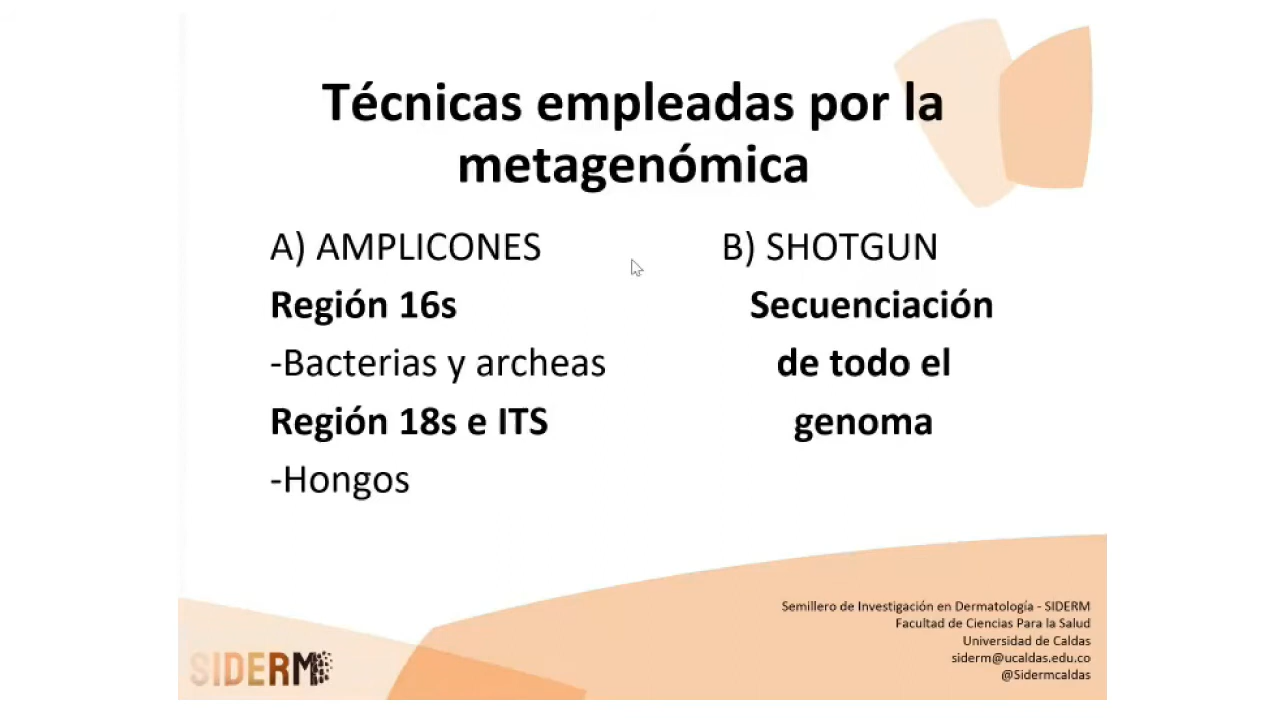 Técnicas empleadas por la
metagenómica
A) AMPLICONES
Región 16s
-Bacterias y archeas
Región 18s e ITS
-Hongos
B) SHOTGUN
Secuenciación
de todo el
genoma
Semillero de Investigación en Dermatología - SIDERM
Facultad de Ciencias Para la Salud
Universidad de Caldas
siderm@ucaldas.edu.co
@Sidermcaldas
SIDERM